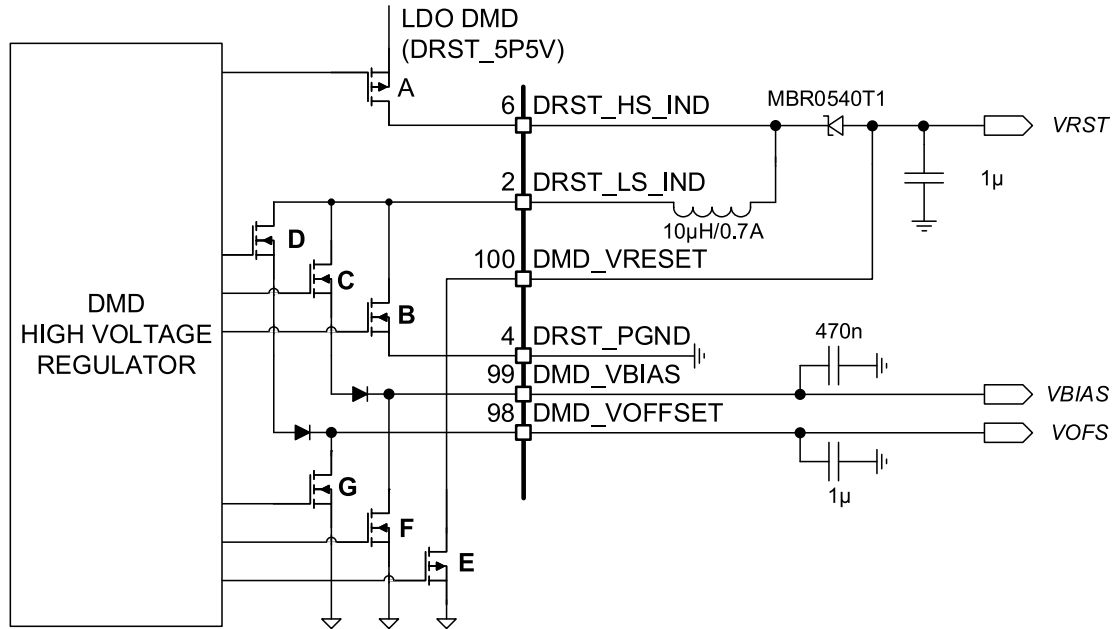 LDO DMD
(DRST_5P5V)
A
6 DRST_HS_IND
MBR0540T1
VRST
1µ
2 DRST_LS_IND
10µH/0.7A
D
C
100 DMD_VRESET
B
DMD
HIGH VOLTAGE
REGULATOR
4 DRST_PGND
470n
99 DMD_VBIAS
VBIAS
98 DMD_VOFFSET
VOFS
1µ
G
F
E